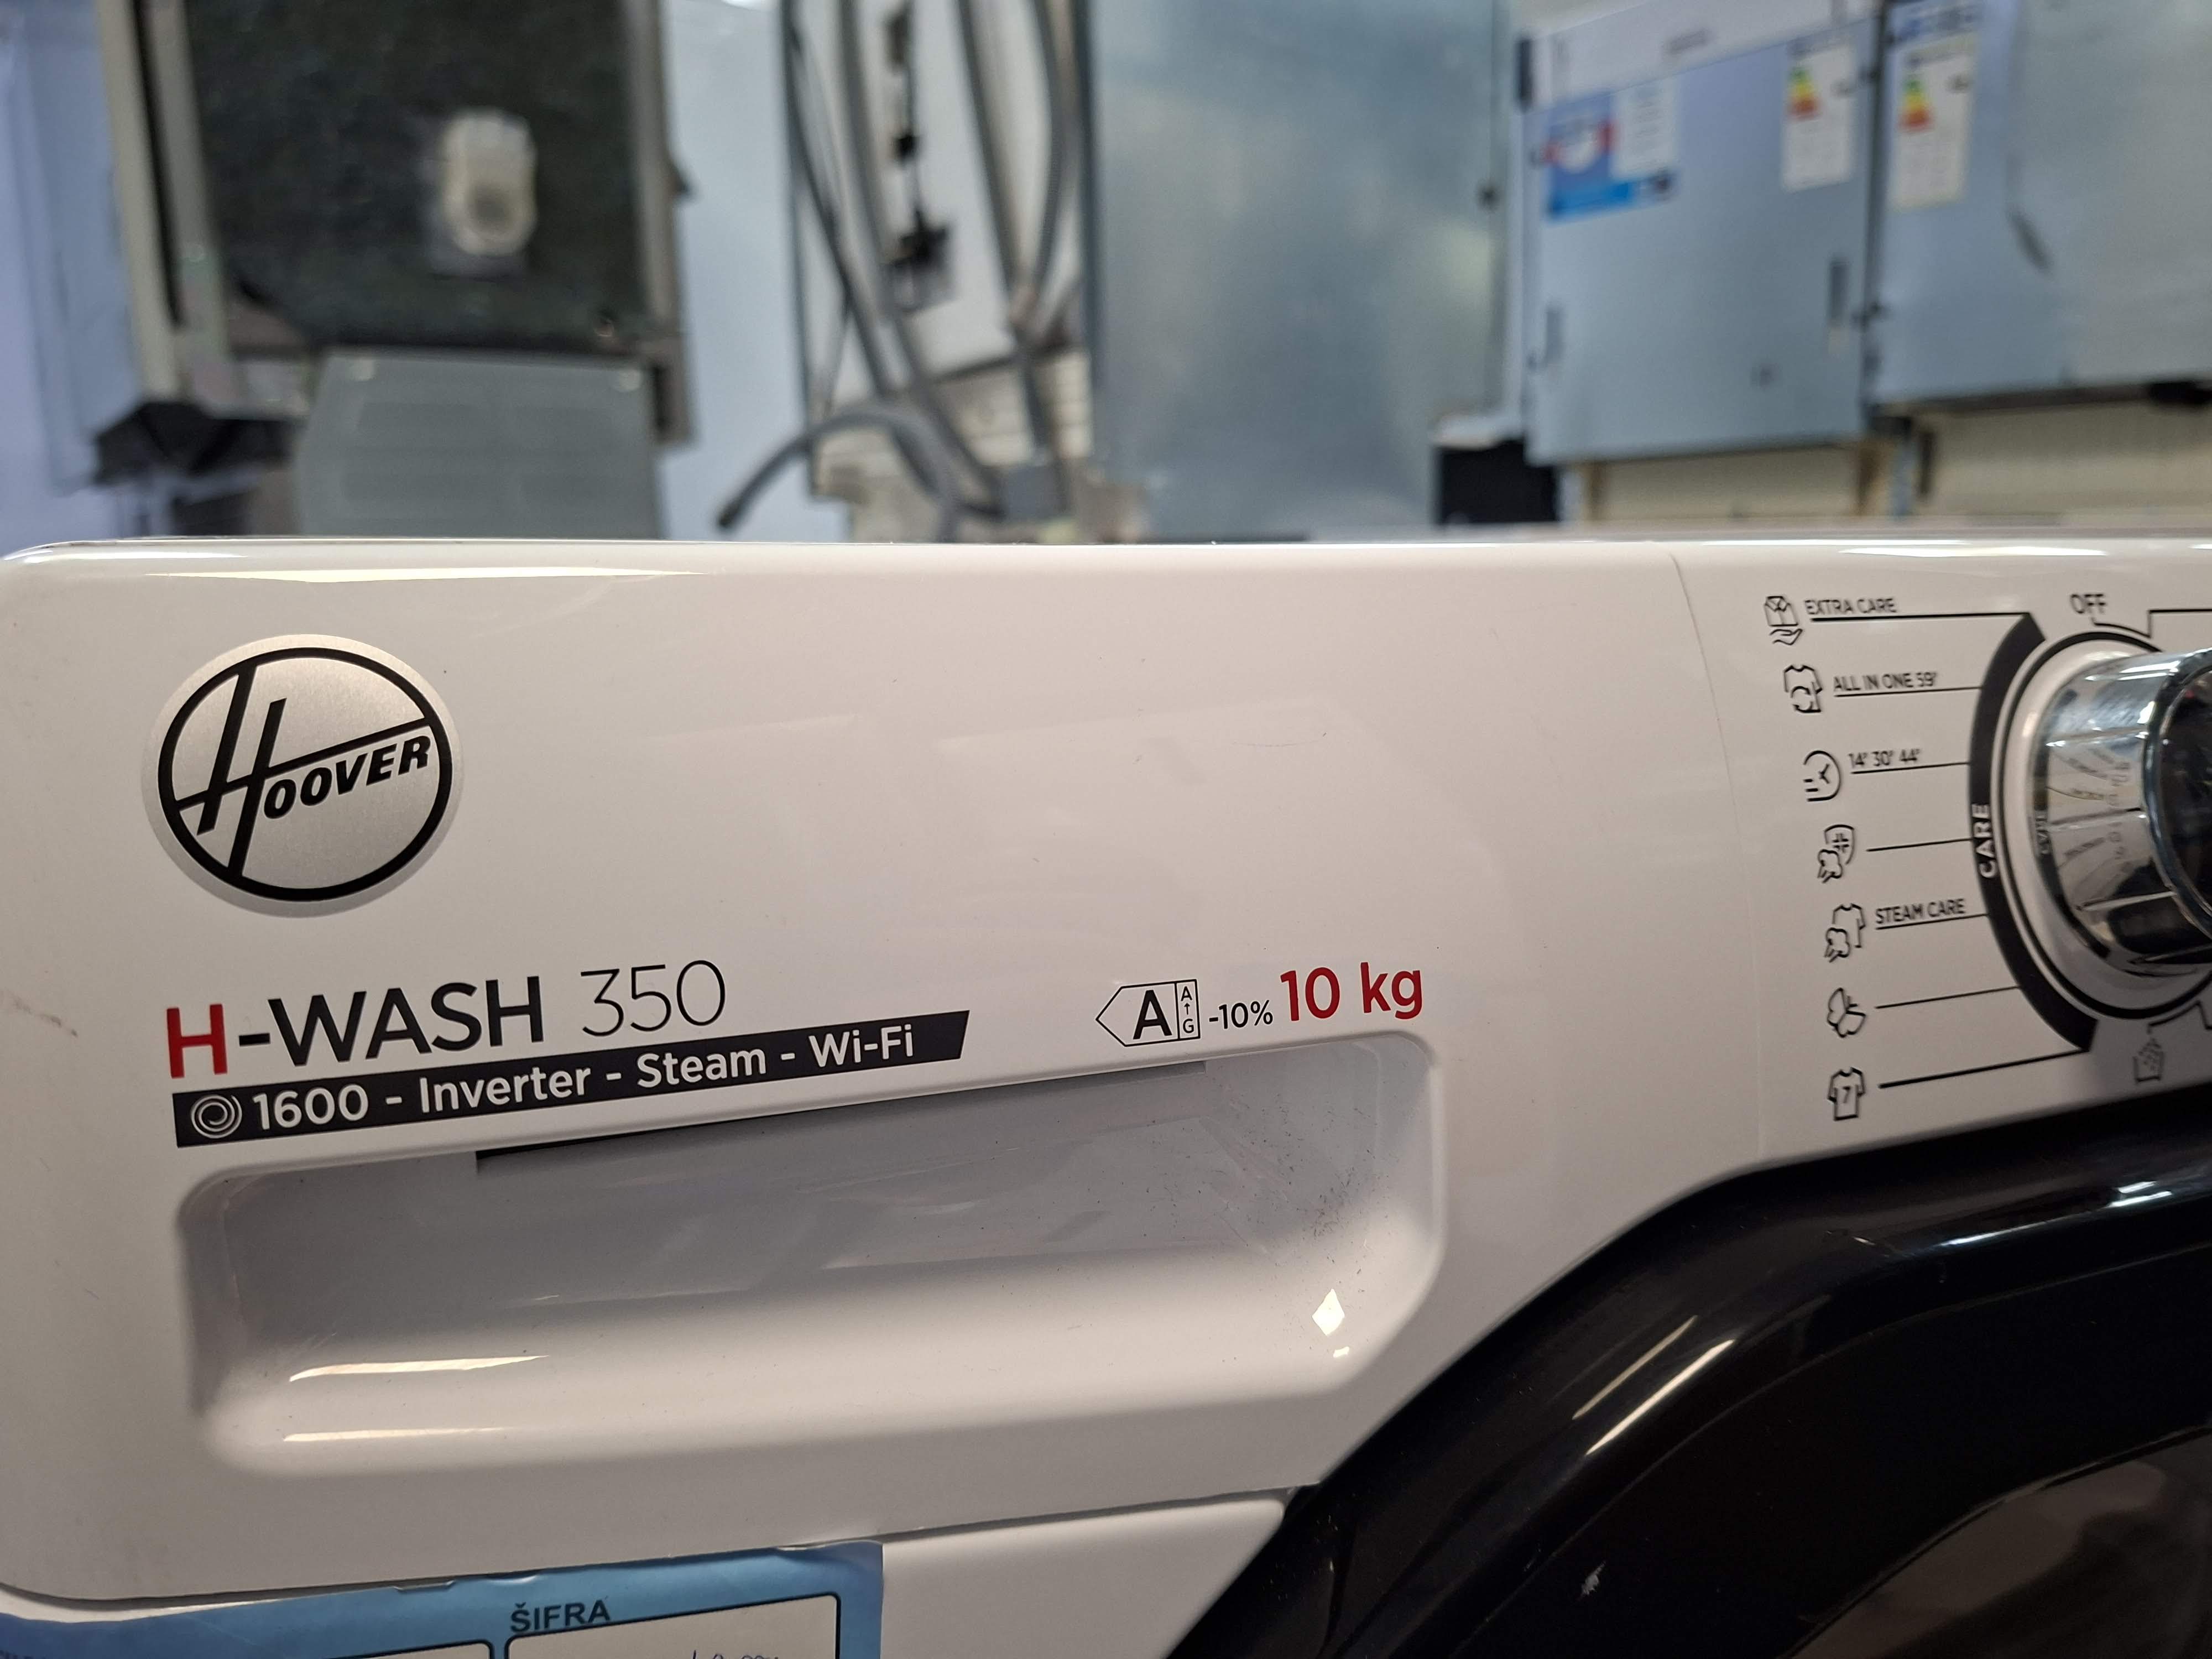 HOOVER
H-WASH 350
1600 - Inverter - Steam - Wi-Fi
A A G -10% 10 kg
EXTRA CARE
OFF
ALL IN ONE 59'
14' 30' 44'
CARE
STEAM CARE
7
ŠIFRA